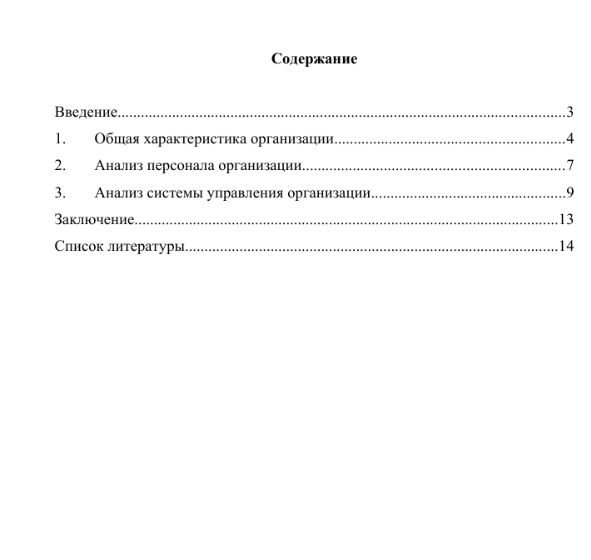 Содержание
Введение....................................................................................................................3
1. Общая характеристика организации............................................................4
2. Анализ персонала организации....................................................................7
3. Анализ системы управления организации..................................................9
Заключение.............................................................................................................13
Список литературы................................................................................................14